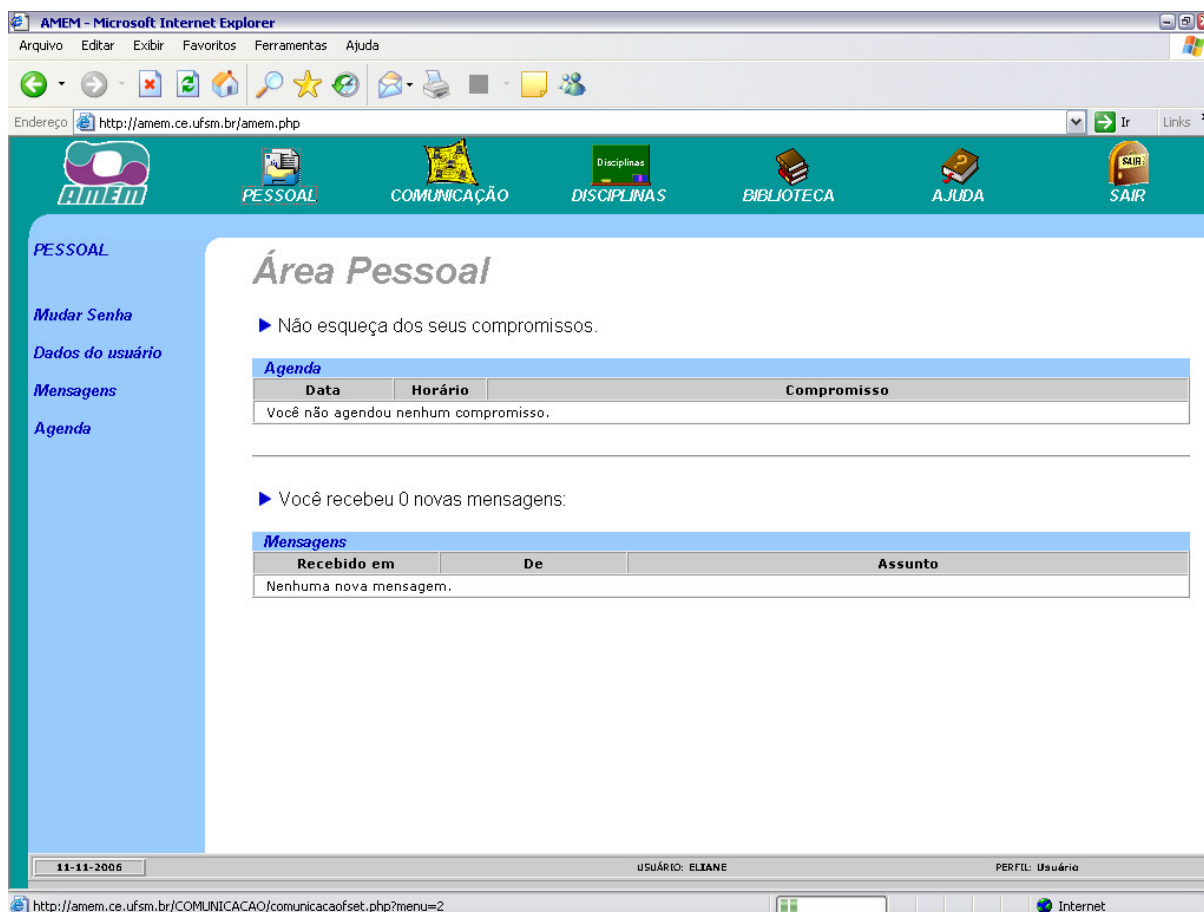 AMEM - Microsoft Internet Explorer
Arquivo Editar Exibir Favoritos Ferramentas Ajuda
Endereço http://amem.ce.ufsm.br/amem.php Ir Links
AMEM
PESSOAL COMUNICAÇÃO Disciplinas DISCIPLINAS BIBLIOTECA AJUDA SAIR SAIR
PESSOAL
Mudar Senha
Dados do usuário
Mensagens
Agenda
Área Pessoal
Não esqueça dos seus compromissos.
Agenda
Data Horário Compromisso
Você não agendou nenhum compromisso.
Você recebeu 0 novas mensagens:
Mensagens
Recebido em De Assunto
Nenhuma nova mensagem.
11-11-2006 USUÁRIO: ELIANE PERFIL: Usuário
http://amem.ce.ufsm.br/COMUNICACAO/comunicacaofset.php?menu=2 Internet